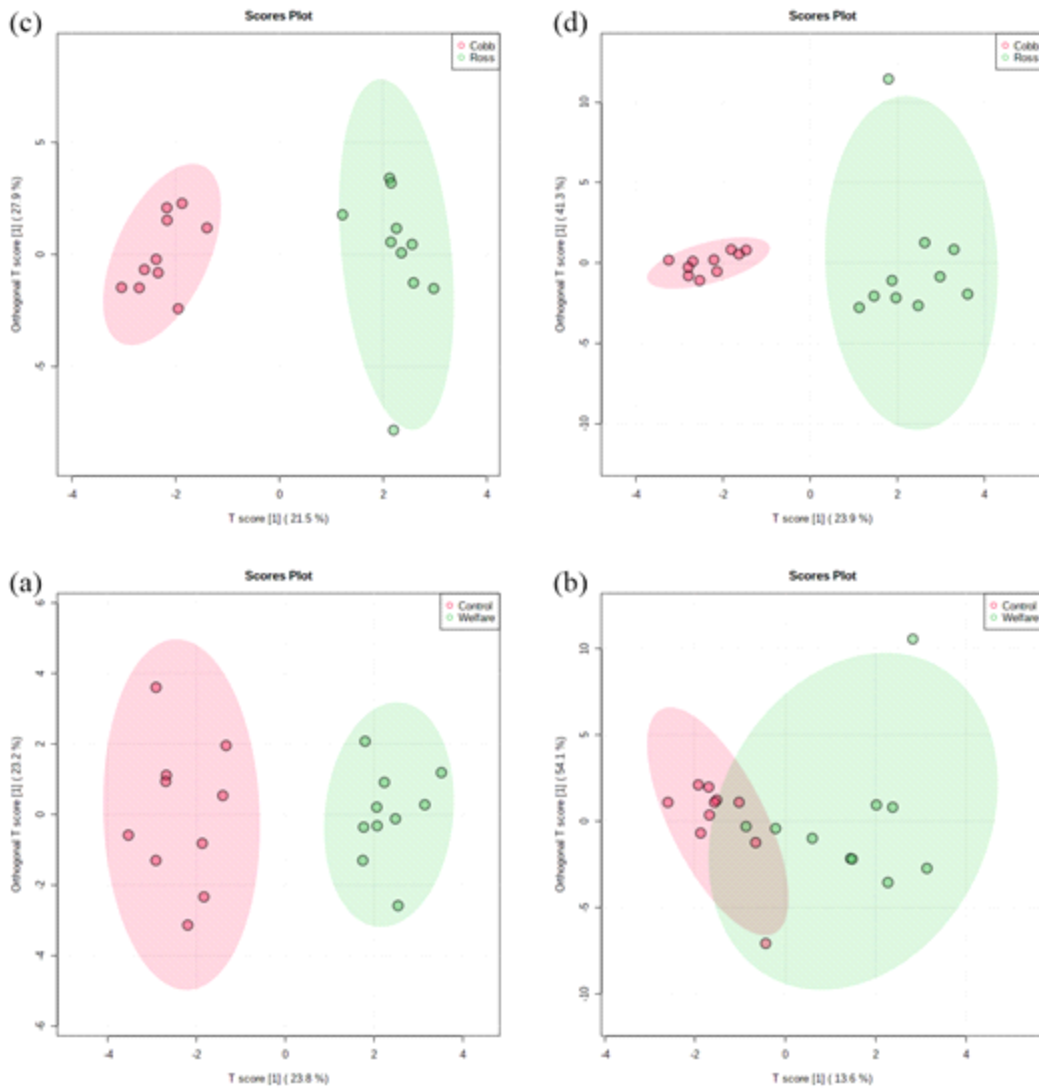 (c)
Scores Plot
Cobb
Ross
Orthogonal T score [1] ( 27.9 %)
5
0
-5
-4
-2
0
2
4
T score [1] ( 21.5 %)
(d)
Scores Plot
Cobb
Ross
Orthogonal T score [1] ( 41.3 %)
10
5
0
-5
-10
-4
-2
0
2
4
T score [1] ( 23.9 %)
(a)
Scores Plot
Control
Welfare
Orthogonal T score [1] ( 23.2 %)
6
4
2
0
-2
-4
-6
-4
-2
0
2
4
T score [1] ( 23.8 %)
(b)
Scores Plot
Control
Welfare
Orthogonal T score [1] ( 54.1 %)
10
5
0
-5
-10
-4
-2
0
2
4
T score [1] ( 13.6 %)